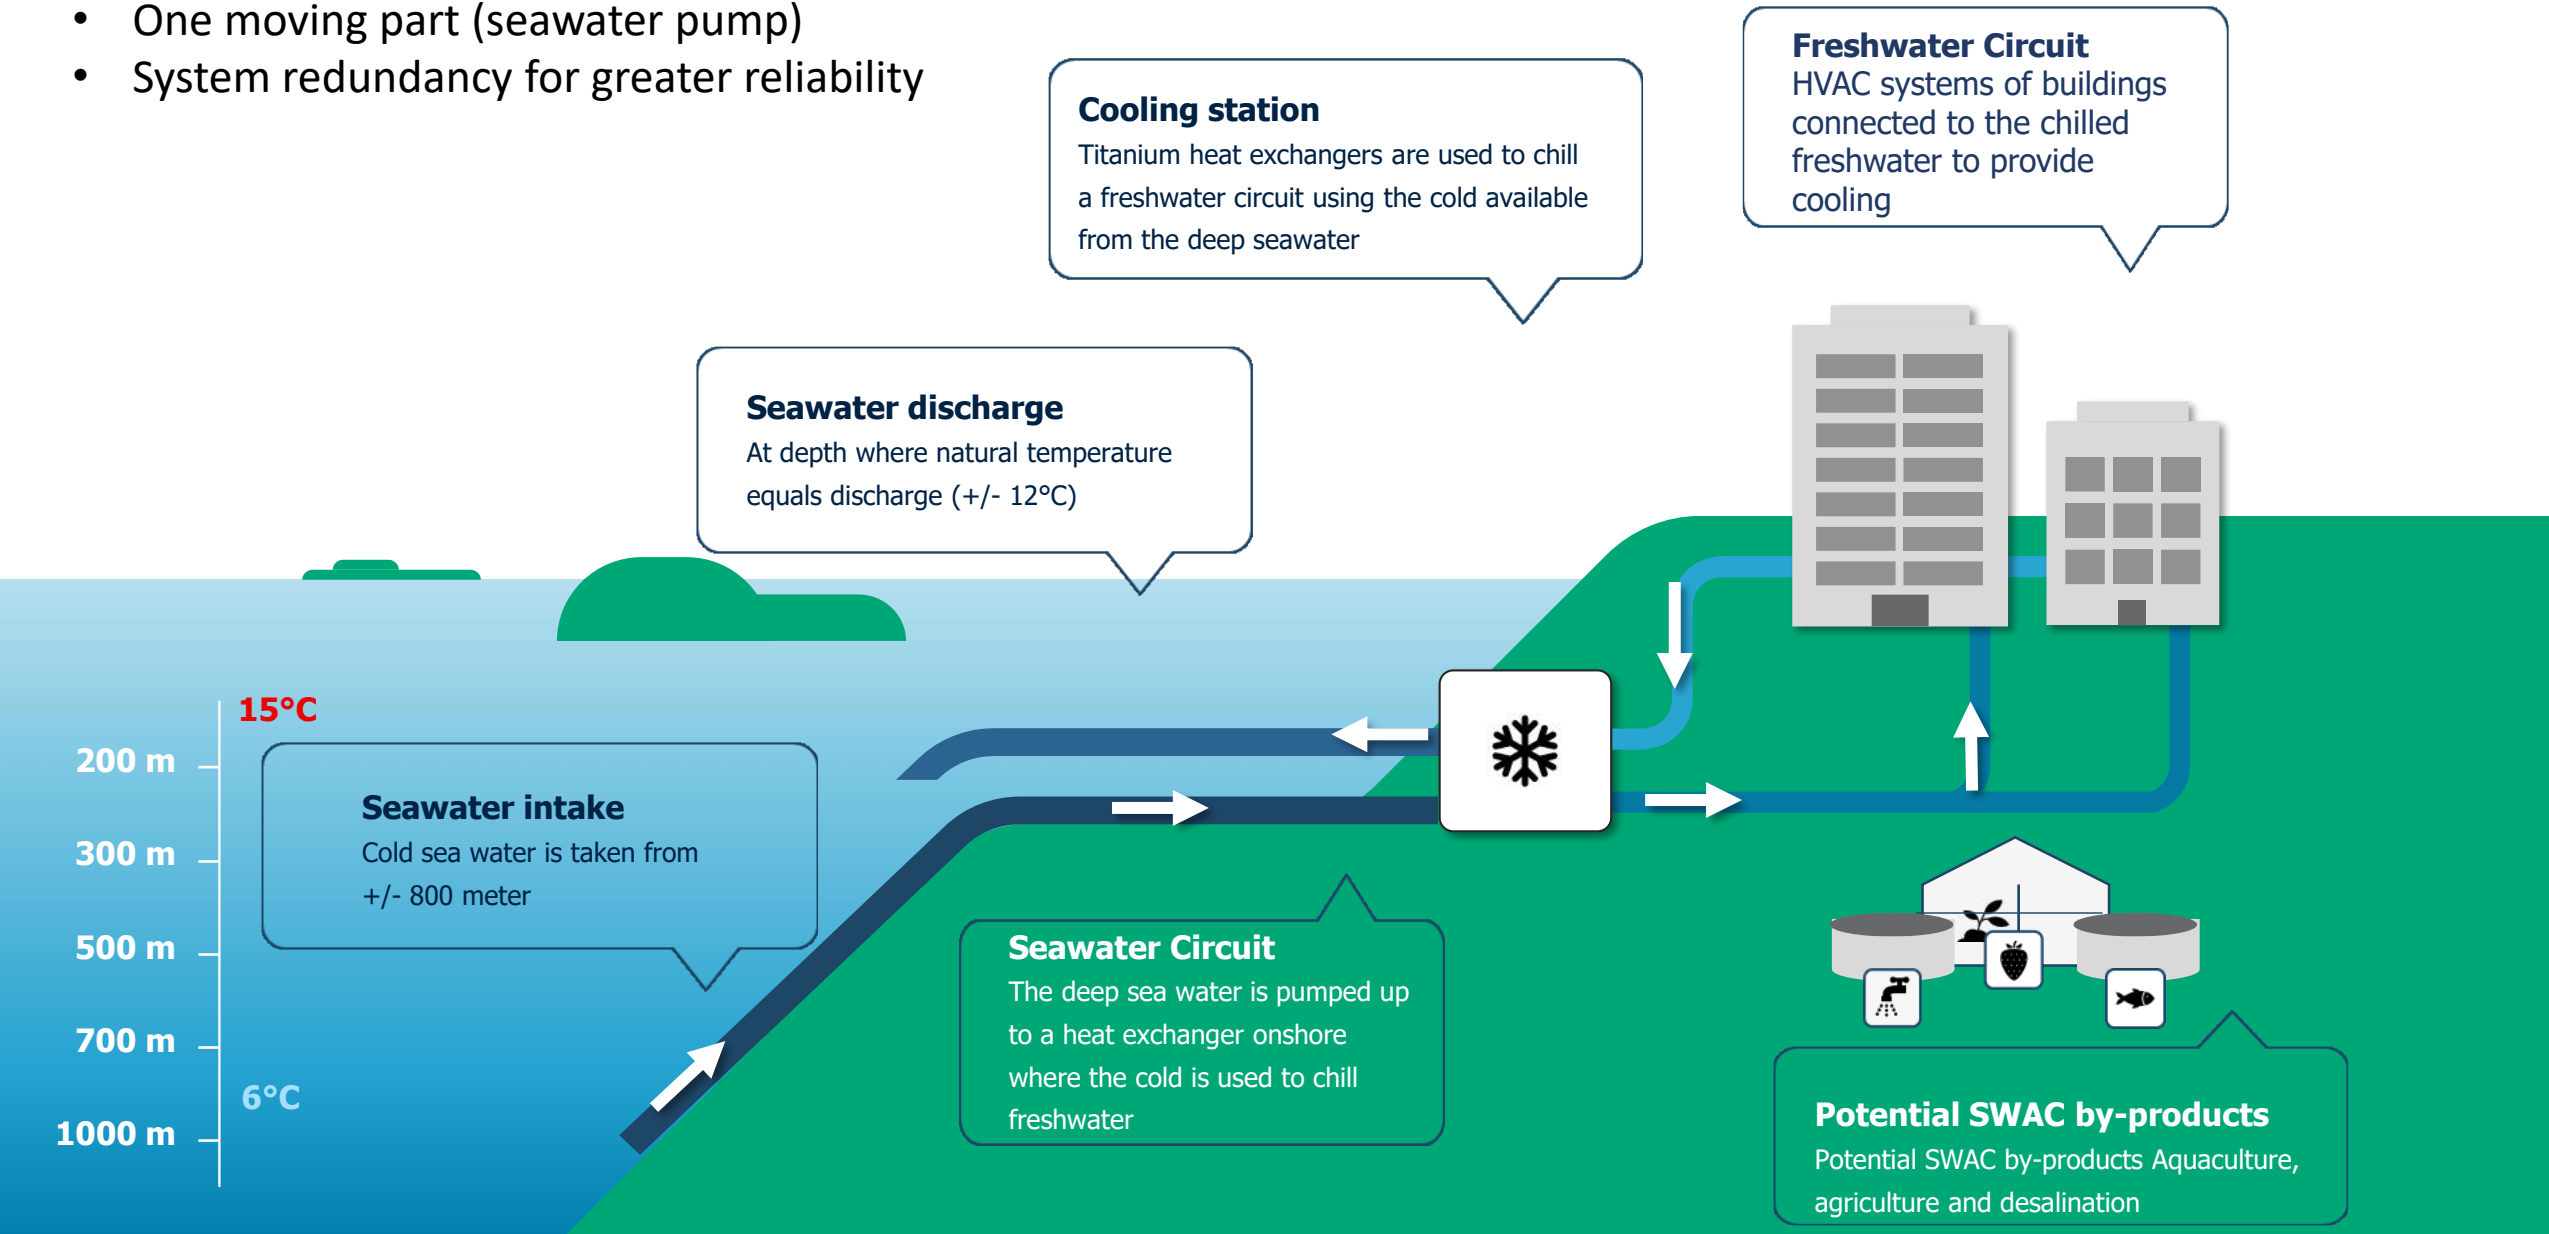 • One moving part (seawater pump)
• System redundancy for greater reliability
Freshwater Circuit
HVAC systems of buildings
connected to the chilled
freshwater to provide
cooling
Cooling station
Titanium heat exchangers are used to chill
a freshwater circuit using the cold available
from the deep seawater
Seawater discharge
At depth where natural temperature
equals discharge (+/- 12°C)
15°C
200 m
300 m
500 m
700 m
6°C
1000 m
Seawater intake
Cold sea water is taken from
+/- 800 meter
Seawater Circuit
The deep sea water is pumped up
to a heat exchanger onshore
where the cold is used to chill
freshwater
Potential SWAC by-products
Potential SWAC by-products Aquaculture,
agriculture and desalination